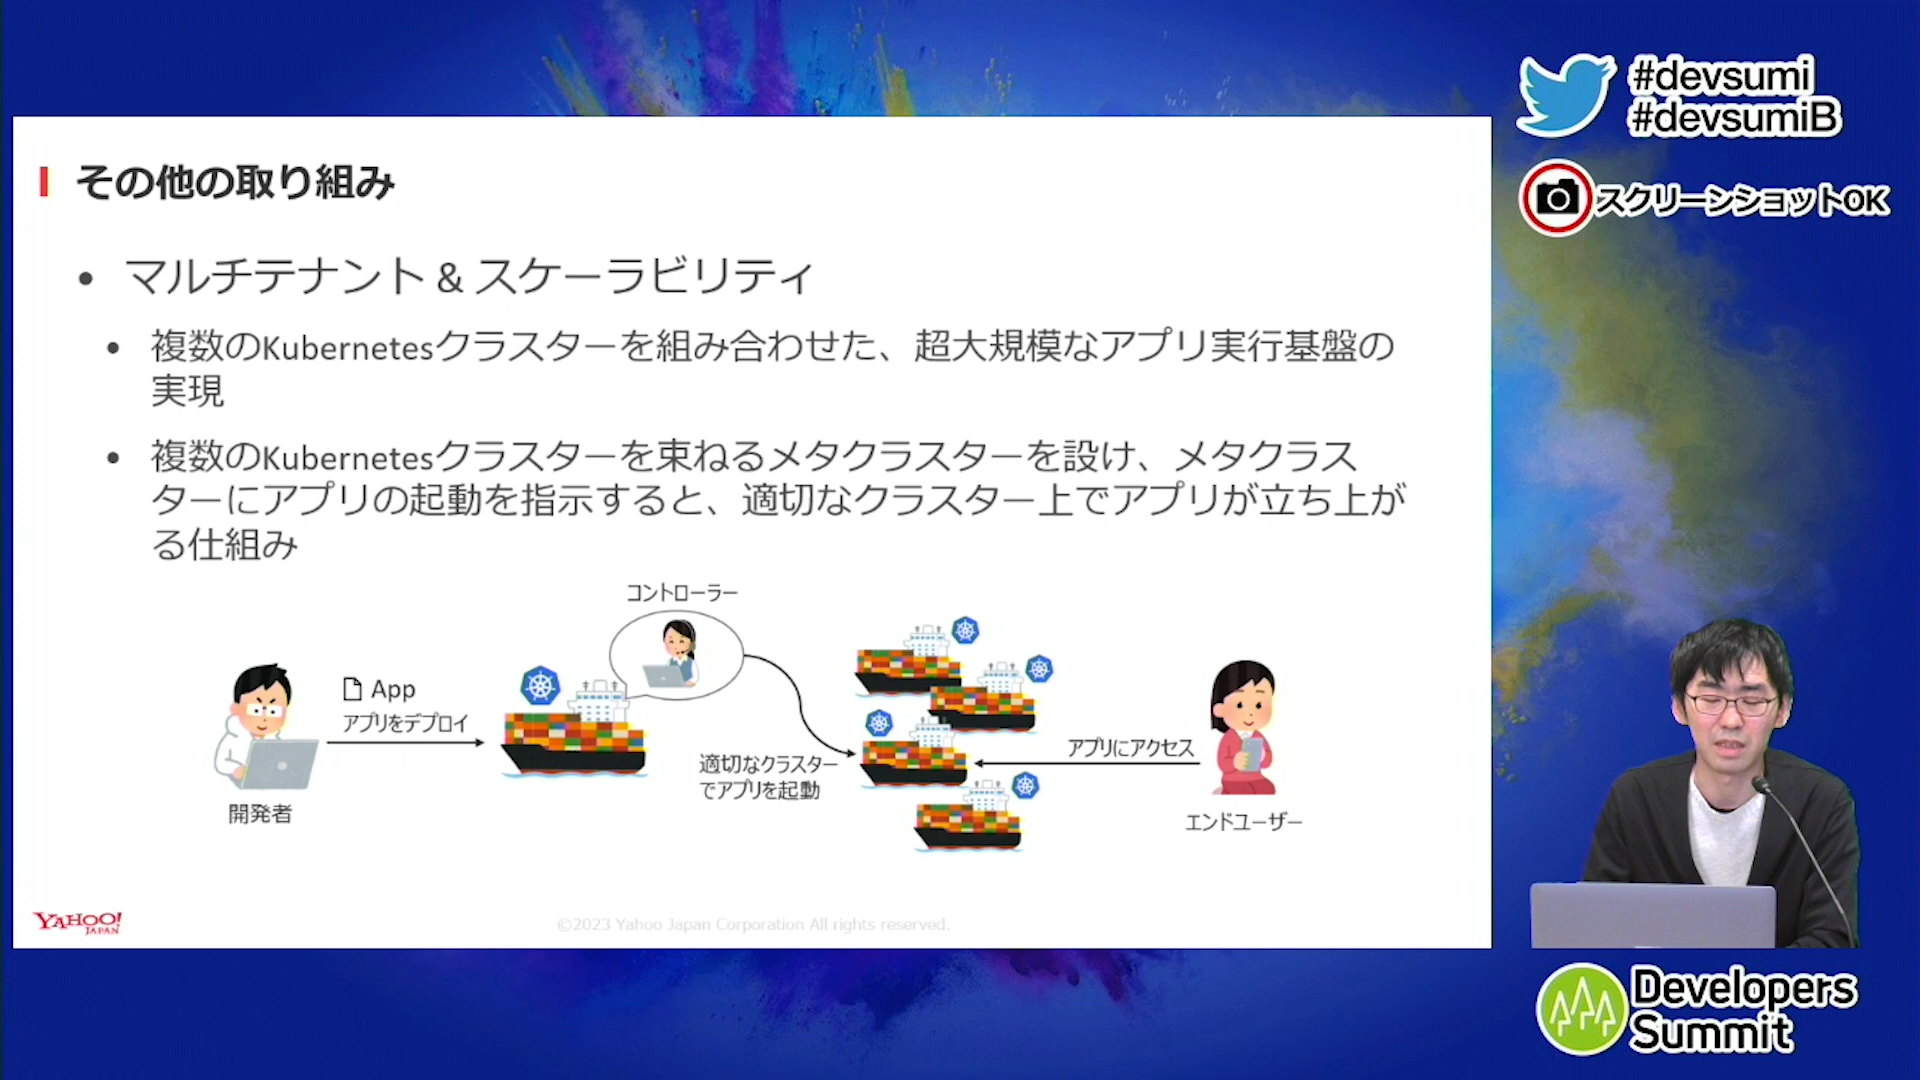 #devsumi
#devsumiB
スクリーンショットOK
その他の取り組み
• マルチテナント & スケーラビリティ
• 複数のKubernetesクラスターを組み合わせた、超大規模なアプリ実行基盤の
実現
• 複数のKubernetesクラスターを束ねるメタクラスターを設け、メタクラス
ターにアプリの起動を指示すると、適切なクラスター上でアプリが立ち上が
る仕組み
コントローラー
App
アプリをデプロイ
適切なクラスター
でアプリを起動
アプリにアクセス
開発者
エンドユーザー
YAHOO!
JAPAN
©2023 Yahoo Japan Corporation All rights reserved.
Developers
Summit